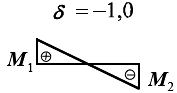 δ = −1,0
M₁ ⊕
⊖ M₂